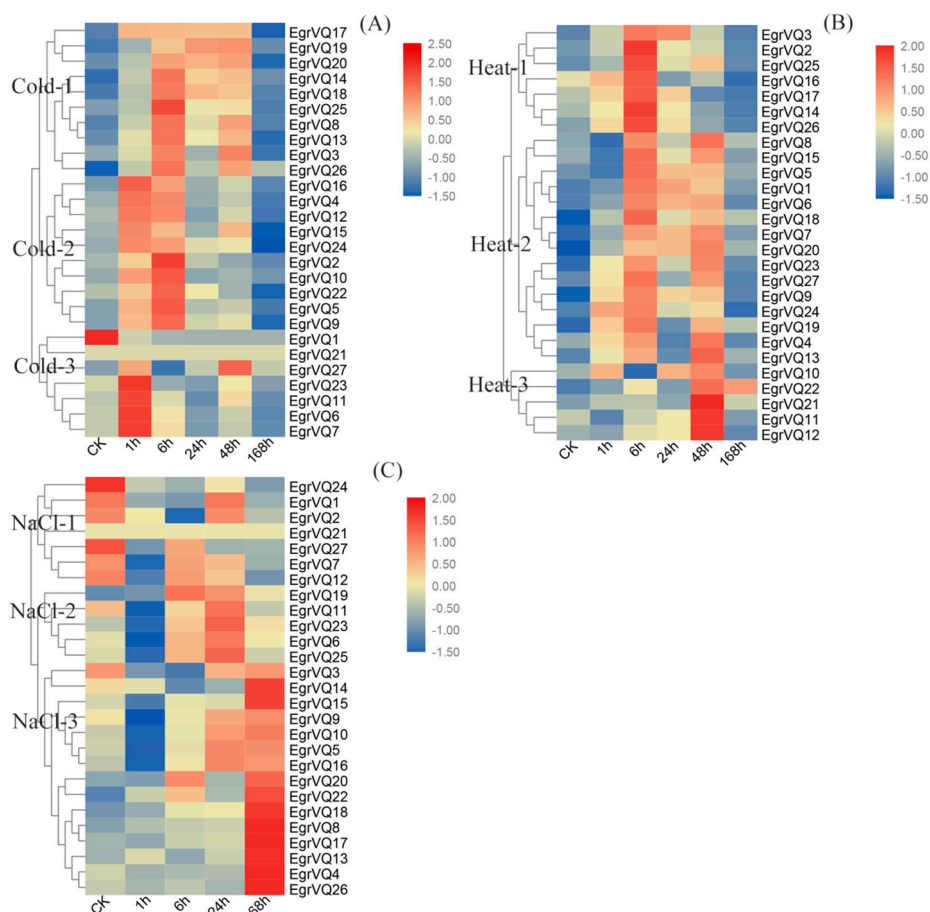 (A)
EgrVQ17
EgrVQ19
EgrVQ20
EgrVQ14
EgrVQ18
EgrVQ25
EgrVQ8
EgrVQ13
EgrVQ3
EgrVQ26
EgrVQ16
EgrVQ4
EgrVQ12
EgrVQ15
EgrVQ24
EgrVQ2
EgrVQ10
EgrVQ22
EgrVQ5
EgrVQ9
EgrVQ1
EgrVQ21
EgrVQ27
EgrVQ23
EgrVQ11
EgrVQ6
EgrVQ7
Cold-1
Cold-2
Cold-3
CK 1h 6h 24h 48h 168h
2.50
2.00
1.50
1.00
0.50
0.00
-0.50
-1.00
-1.50
(B)
EgrVQ3
EgrVQ2
EgrVQ25
EgrVQ16
EgrVQ17
EgrVQ14
EgrVQ26
EgrVQ8
EgrVQ15
EgrVQ5
EgrVQ1
EgrVQ6
EgrVQ18
EgrVQ7
EgrVQ20
EgrVQ23
EgrVQ27
EgrVQ9
EgrVQ24
EgrVQ19
EgrVQ4
EgrVQ13
EgrVQ10
EgrVQ22
EgrVQ21
EgrVQ11
EgrVQ12
Heat-1
Heat-2
Heat-3
CK 1h 6h 24h 48h 168h
2.00
1.50
1.00
0.50
0.00
-0.50
-1.00
-1.50
(C)
EgrVQ24
EgrVQ1
EgrVQ2
EgrVQ21
EgrVQ27
EgrVQ7
EgrVQ12
EgrVQ19
EgrVQ11
EgrVQ23
EgrVQ6
EgrVQ25
EgrVQ3
EgrVQ14
EgrVQ15
EgrVQ9
EgrVQ10
EgrVQ5
EgrVQ16
EgrVQ20
EgrVQ22
EgrVQ18
EgrVQ8
EgrVQ17
EgrVQ13
EgrVQ4
EgrVQ26
NaCl-1
NaCl-2
NaCl-3
CK 1h 6h 24h 68h
2.00
1.50
1.00
0.50
0.00
-0.50
-1.00
-1.50